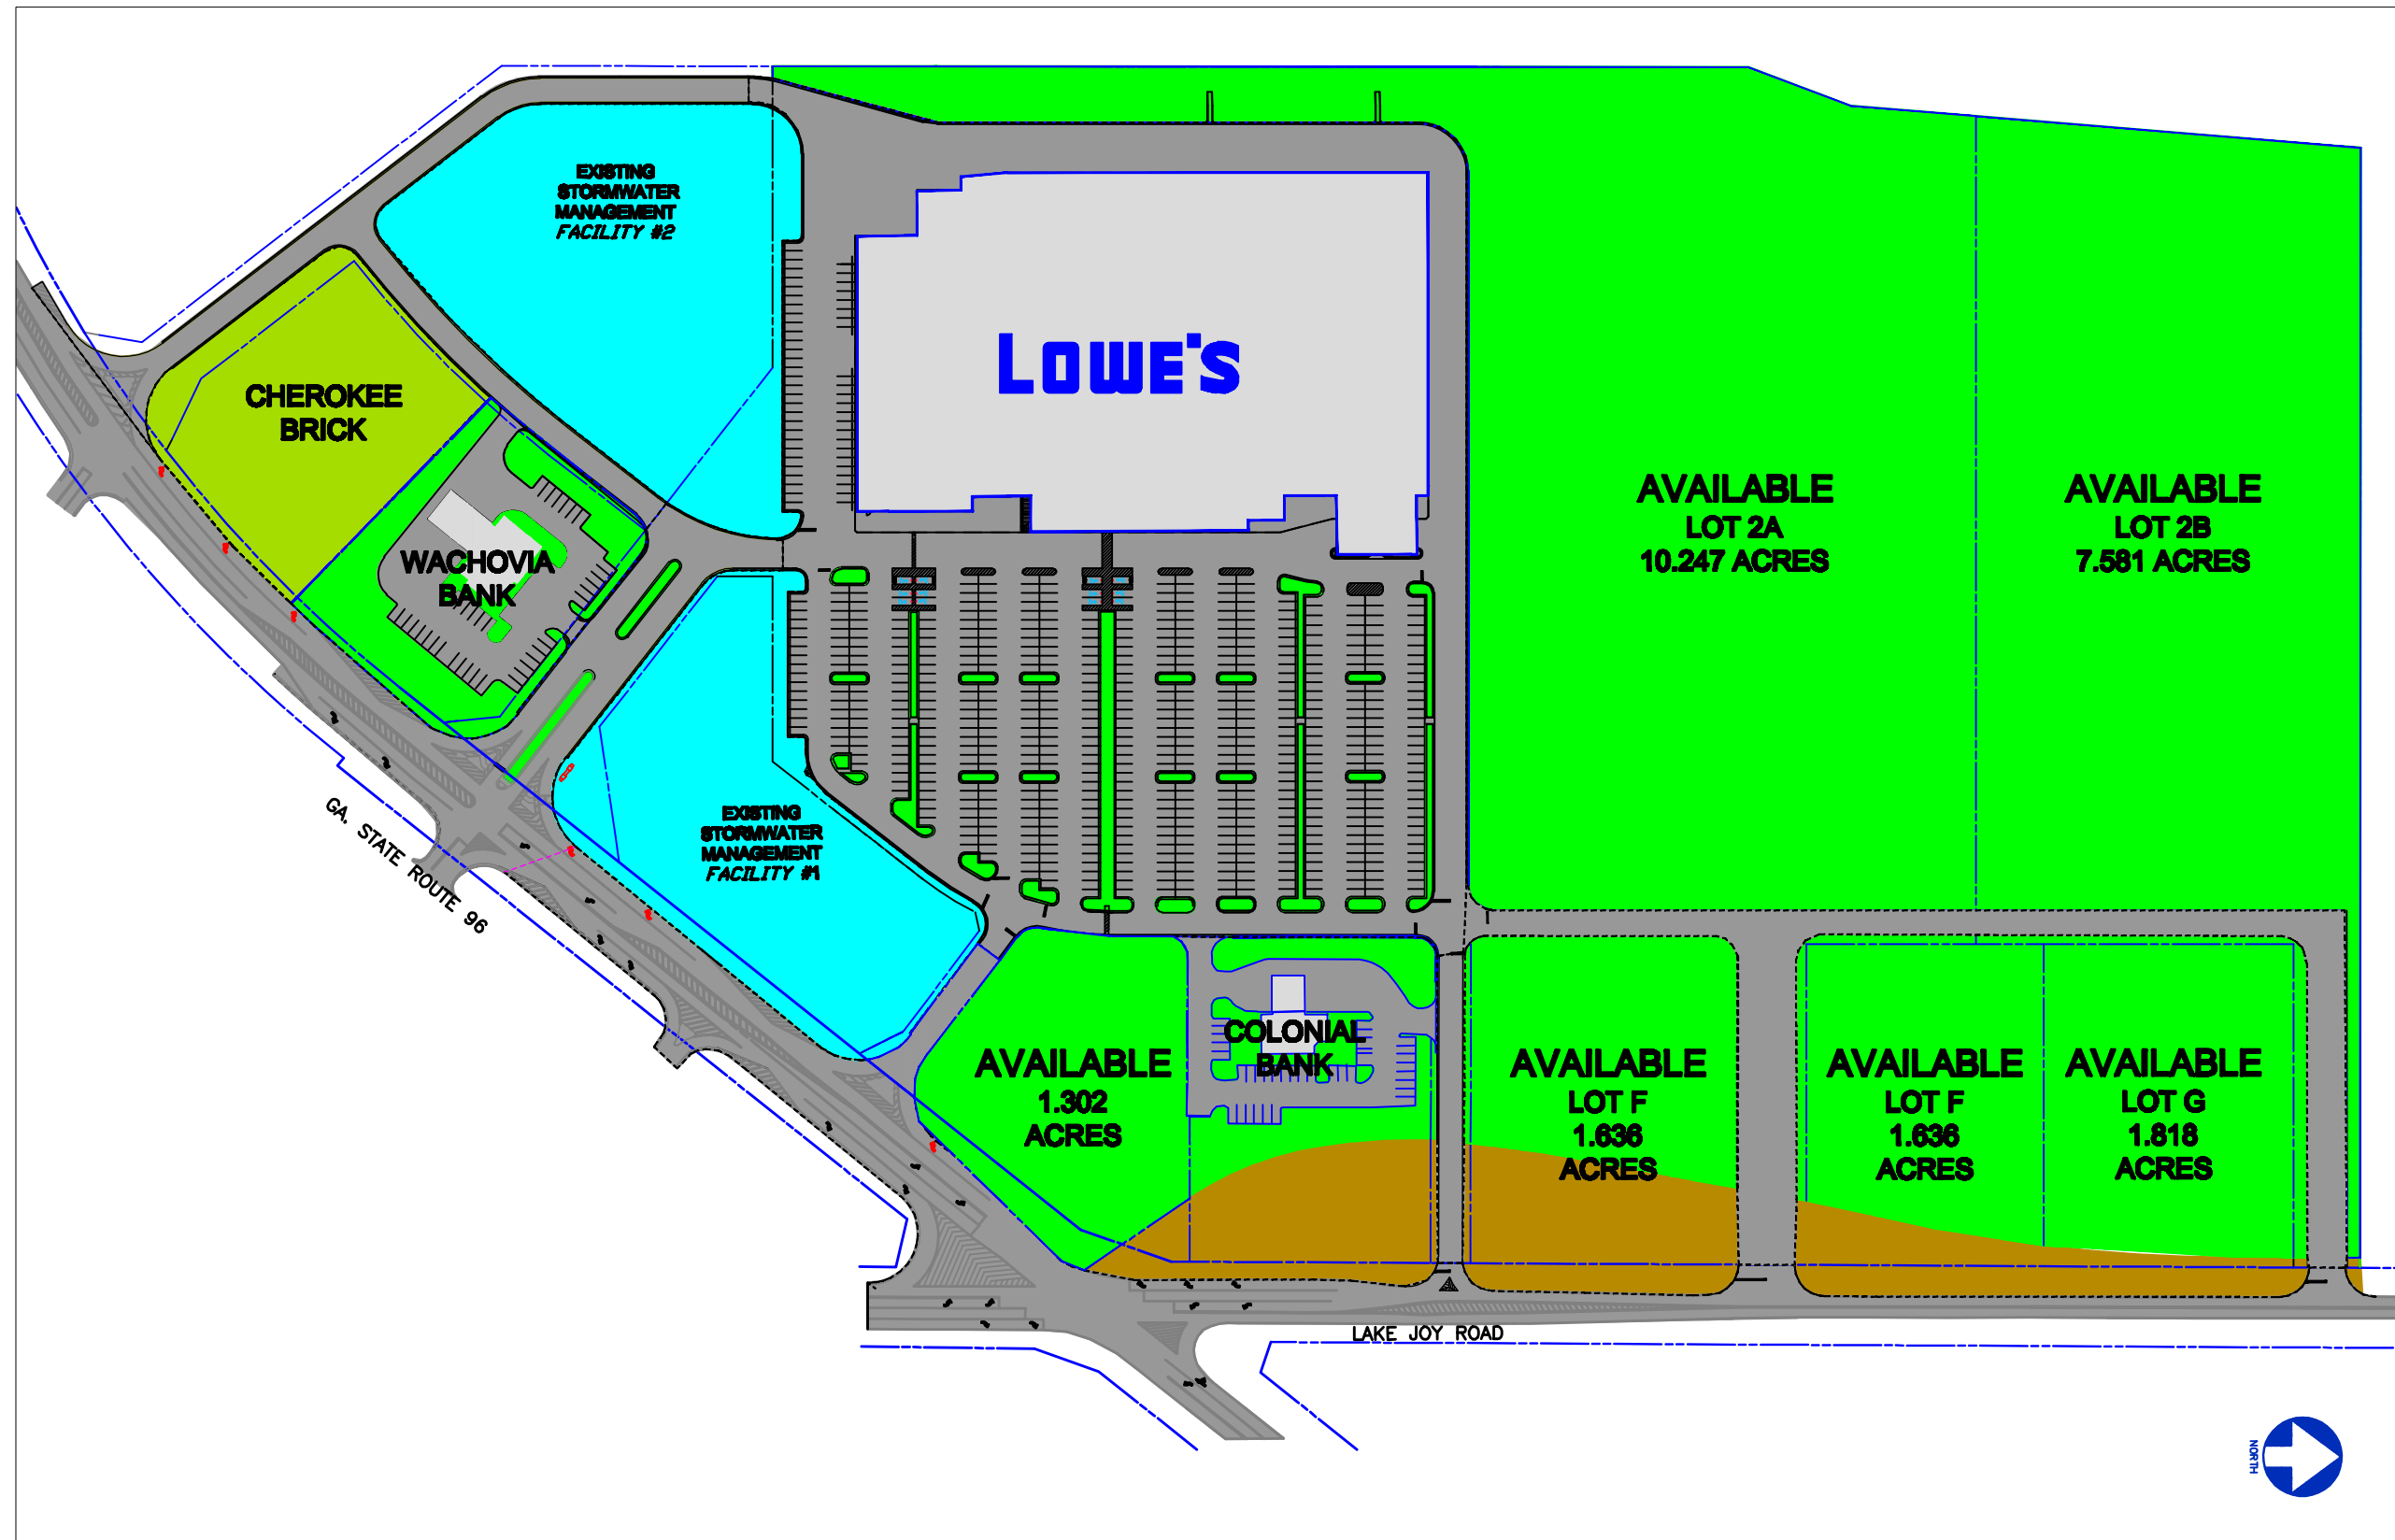 EXISTING
STORMWATER
MANAGEMENT
FACILITY #2
LOWE'S
CHEROKEE
BRICK
WACHOVIA
BANK
AVAILABLE
LOT 2A
10.247 ACRES
AVAILABLE
LOT 2B
7.581 ACRES
EXISTING
STORMWATER
MANAGEMENT
FACILITY #1
GA. STATE ROUTE 96
AVAILABLE
1.302
ACRES
COLONIAL
BANK
AVAILABLE
LOT F
1.636
ACRES
AVAILABLE
LOT F
1.636
ACRES
AVAILABLE
LOT G
1.818
ACRES
LAKE JOY ROAD
NORTH